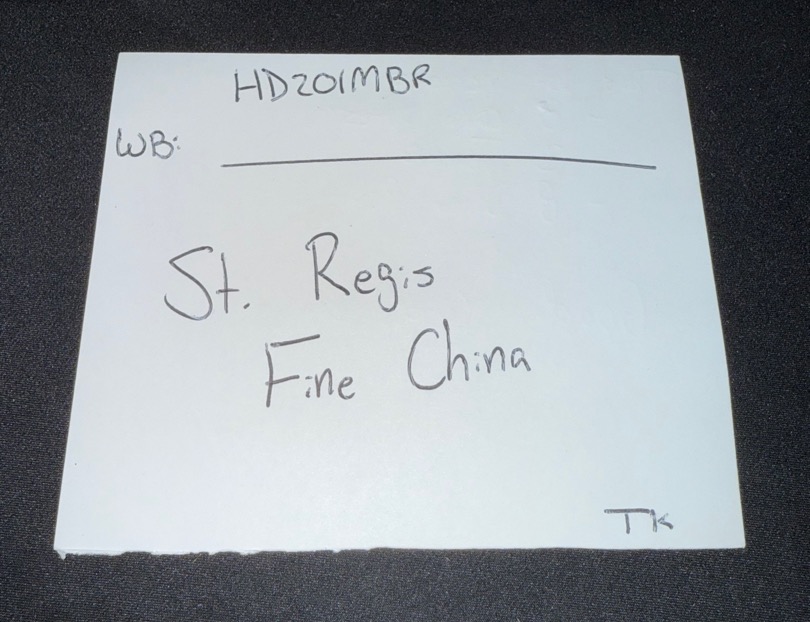 HD201MBR
WB:
St. Regis
Fine China
TK